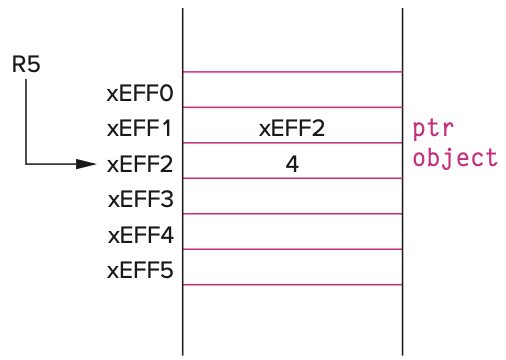 R5
xEFF0
xEFF1 xEFF2 ptr
xEFF2 4 object
xEFF3
xEFF4
xEFF5